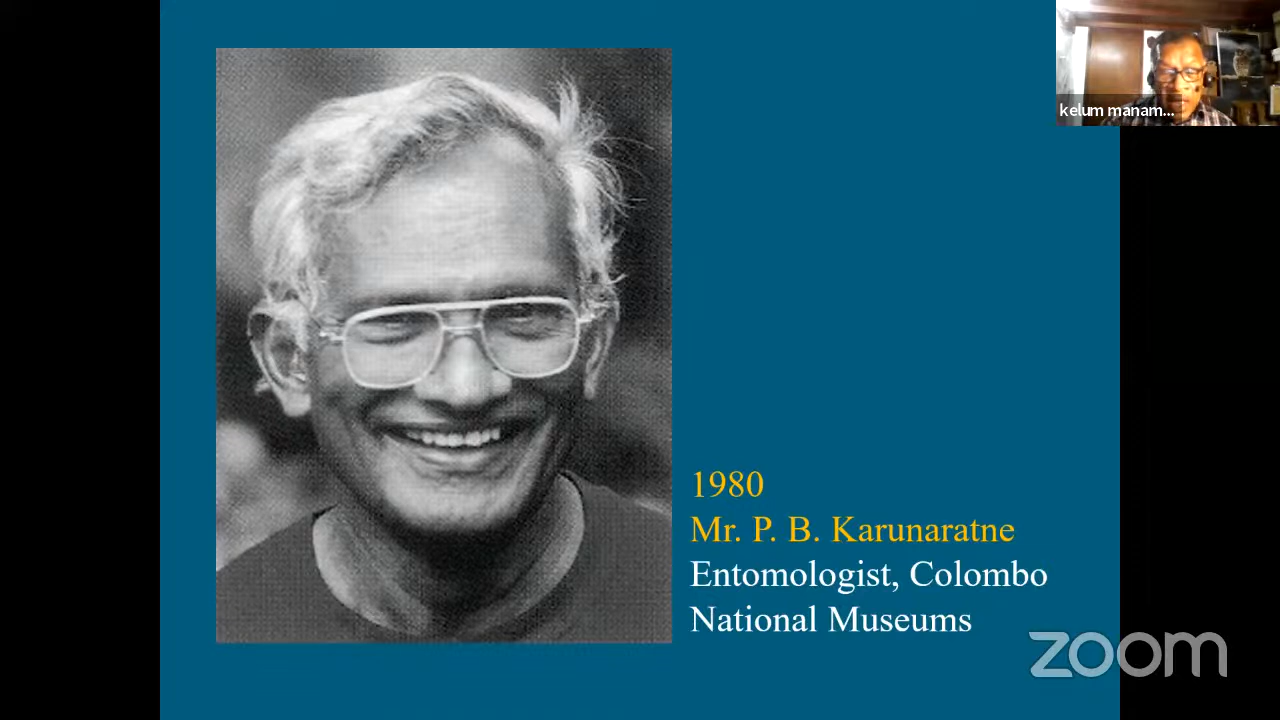 kelum manam...
1980
Mr. P. B. Karunaratne
Entomologist, Colombo
National Museums
zoom